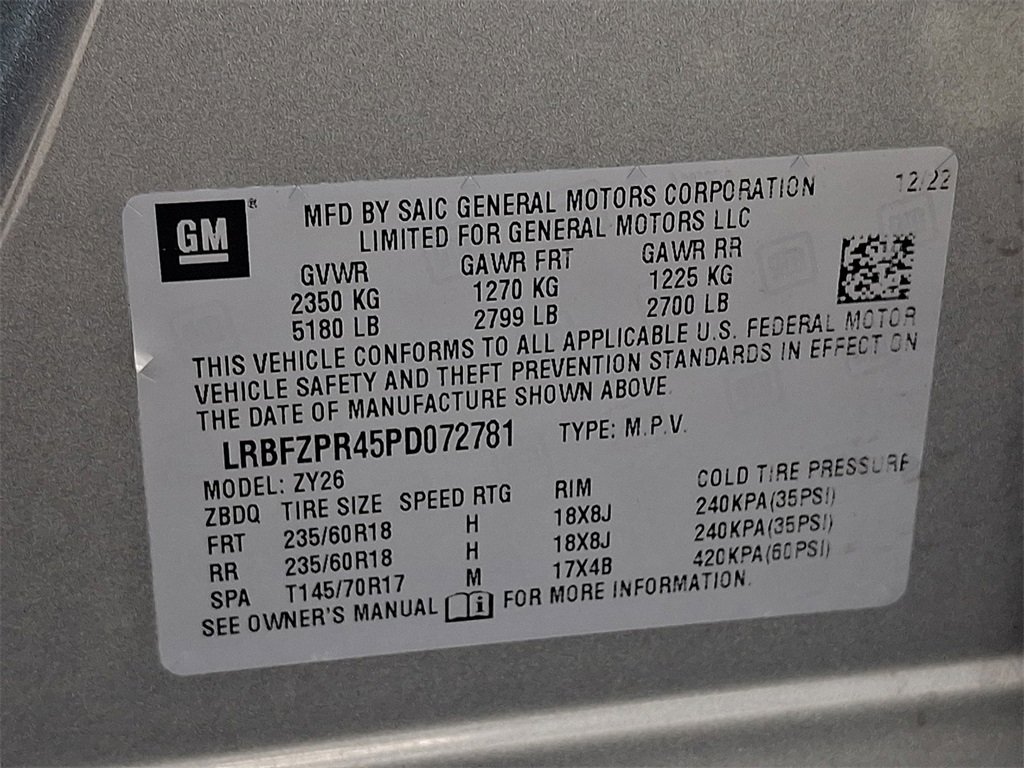 GM ®
MFD BY SAIC GENERAL MOTORS CORPORATION 12/22
LIMITED FOR GENERAL MOTORS LLC
GVWR GAWR FRT GAWR RR
2350 KG 1270 KG 1225 KG
5180 LB 2799 LB 2700 LB
THIS VEHICLE CONFORMS TO ALL APPLICABLE U.S. FEDERAL MOTOR
VEHICLE SAFETY AND THEFT PREVENTION STANDARDS IN EFFECT ON
THE DATE OF MANUFACTURE SHOWN ABOVE.
LRBFZPR45PD072781 TYPE: M.P.V.
MODEL: ZY26
ZBDQ TIRE SIZE SPEED RTG RIM COLD TIRE PRESSURE
FRT 235/60R18 H 18X8J 240KPA(35PSI)
RR 235/60R18 H 18X8J 240KPA(35PSI)
SPA T145/70R17 M 17X4B 420KPA(60PSI)
SEE OWNER'S MANUAL i FOR MORE INFORMATION.